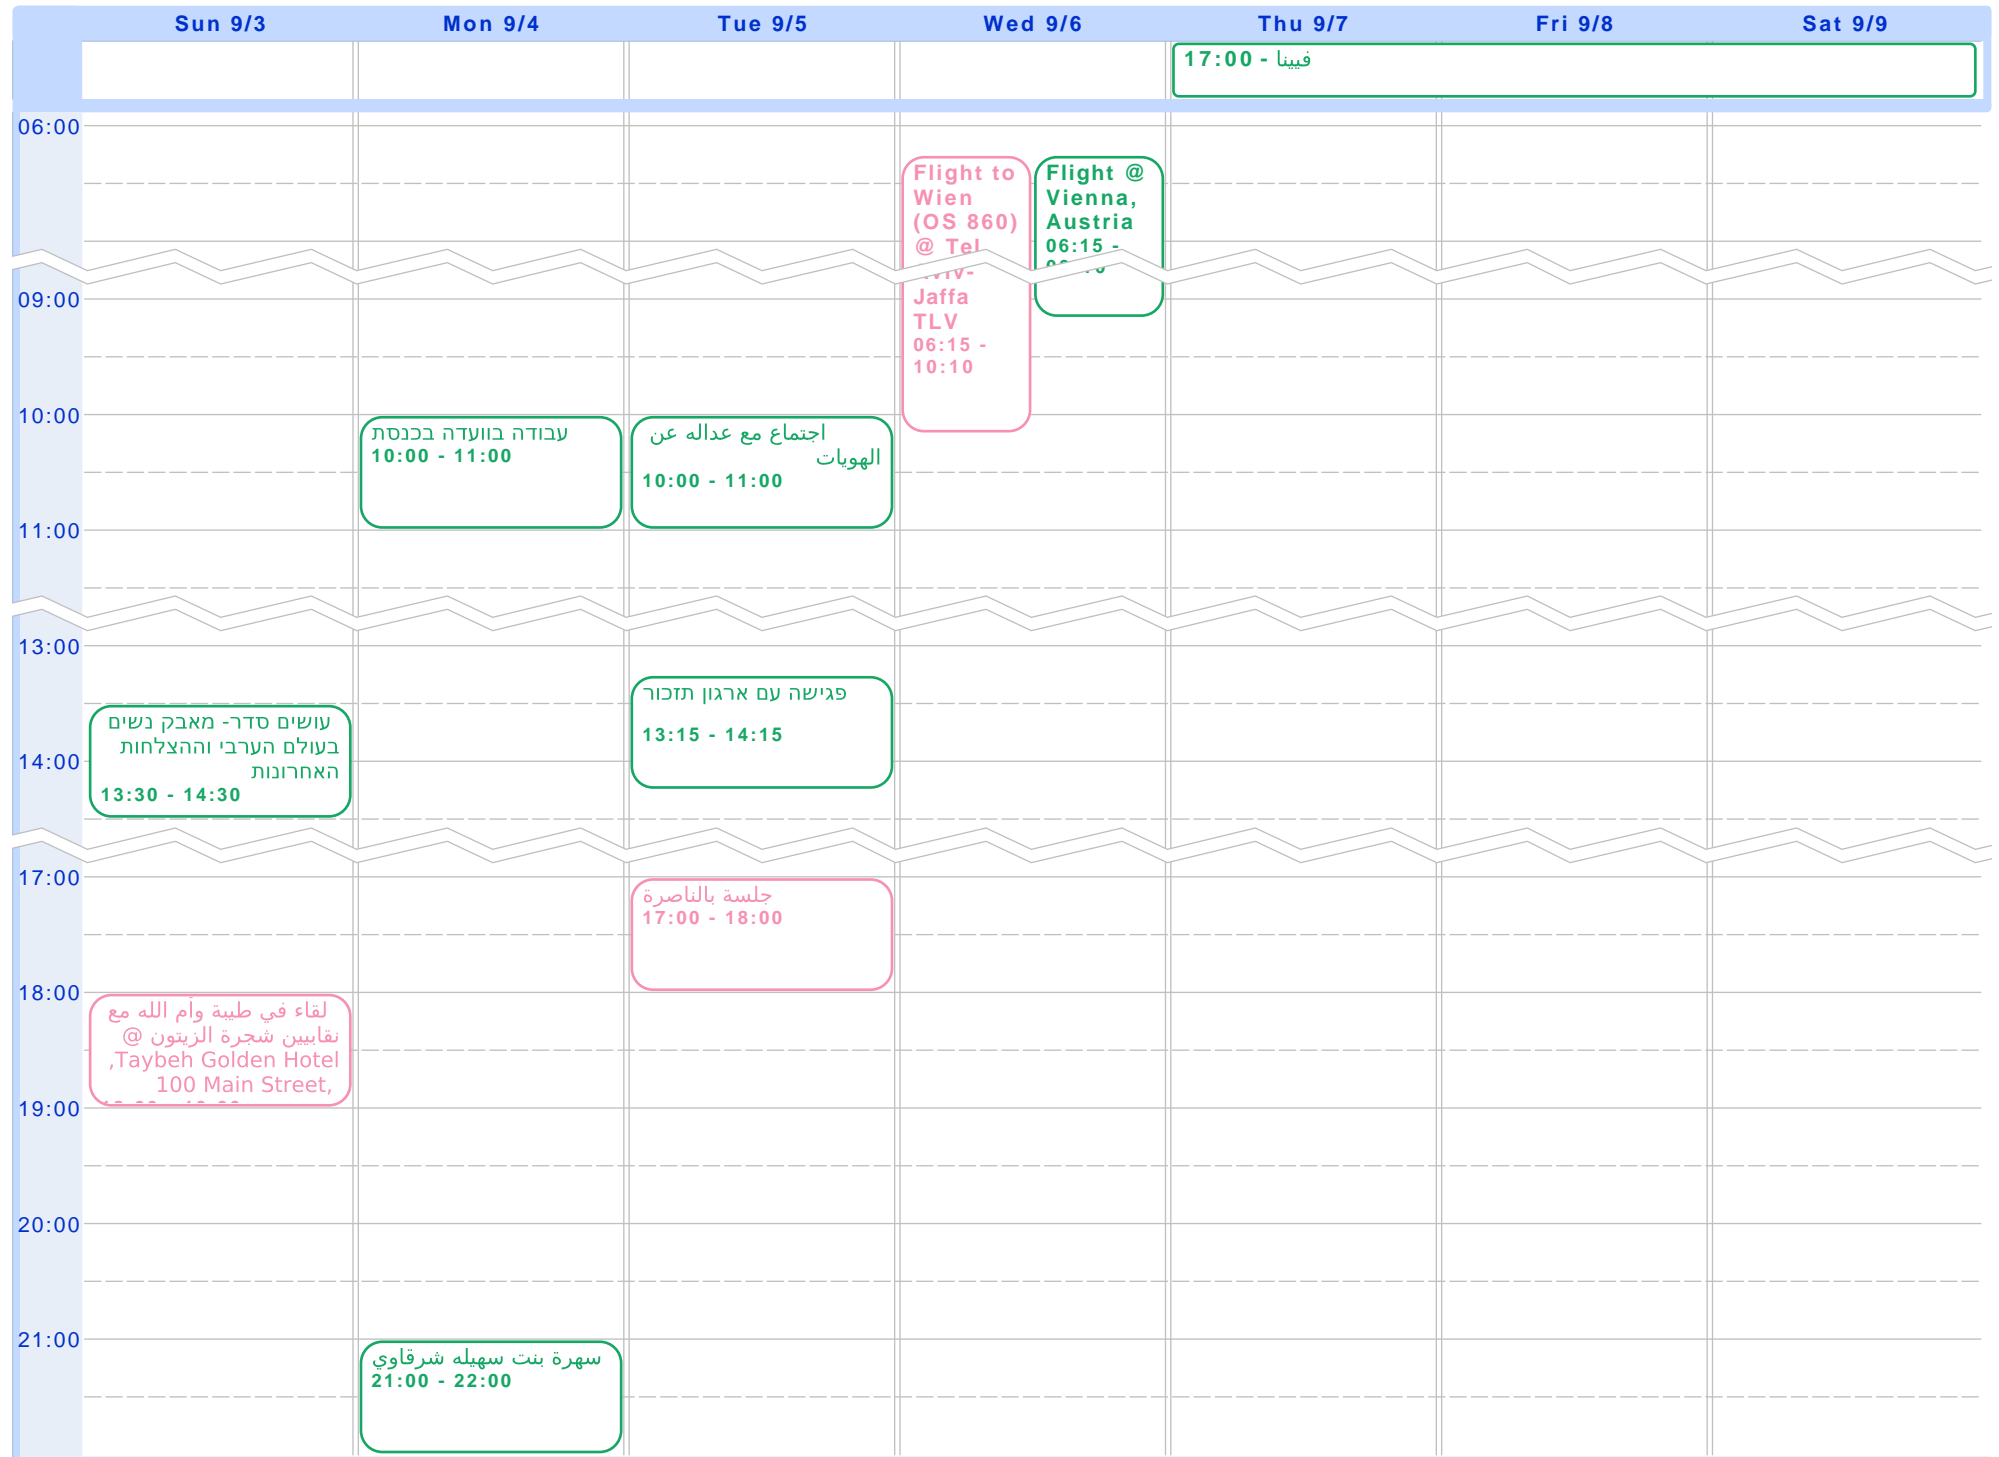 Sun 9/3
Mon 9/4
Tue 9/5
Wed 9/6
Thu 9/7
Fri 9/8
Sat 9/9
17:00 - فيينا
06:00
Flight to
Wien
(OS 860)
@ Tel
Jaffa
TLV
06:15 -
10:10
Flight @
Vienna,
Austria
06:15 -
09:00
10:00
עבודה בוועדה בכנסת
10:00 - 11:00
اجتماع مع عداله عن
الهويات
10:00 - 11:00
11:00
13:00
פגישה עם ארגון תזכור
13:15 - 14:15
עושים סדר- מאבק נשים
בעולם הערבי וההצלחות
האחרונות
13:30 - 14:30
14:00
17:00
جلسة بالناصرة
17:00 - 18:00
18:00
لقاء في طيبة وأم الله مع
نقابيين شجرة الزيتون @
Taybeh Golden Hotel,
100 Main Street,
19:00
20:00
21:00
سهرة بنت سهيله شرقاوي
21:00 - 22:00